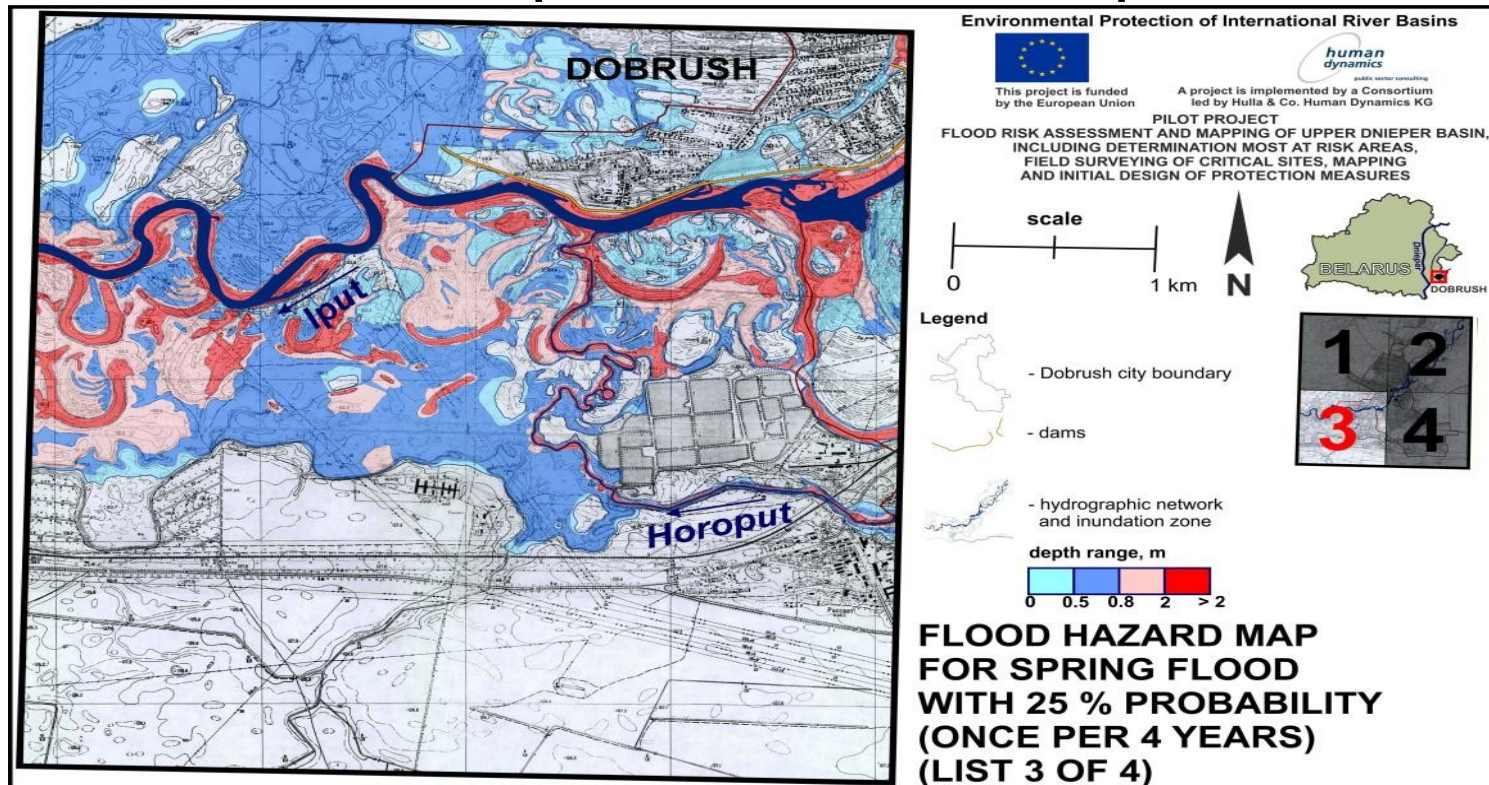 DOBRUSH
Iput
Horoput
Environmental Protection of International River Basins
human
dynamics
public sector consulting
This project is funded
by the European Union
A project is implemented by a Consortium
led by Hulla & Co. Human Dynamics KG
PILOT PROJECT
FLOOD RISK ASSESSMENT AND MAPPING OF UPPER DNIEPER BASIN,
INCLUDING DETERMINATION MOST AT RISK AREAS,
FIELD SURVEYING OF CRITICAL SITES, MAPPING
AND INITIAL DESIGN OF PROTECTION MEASURES
scale
0 1 km
N
BELARUS
Dnieper
DOBRUSH
Legend
- Dobrush city boundary
- dams
- hydrographic network
and inundation zone
depth range, m
0 0.5 0.8 2 > 2
1 2
3 4
FLOOD HAZARD MAP
FOR SPRING FLOOD
WITH 25 % PROBABILITY
(ONCE PER 4 YEARS)
(LIST 3 OF 4)